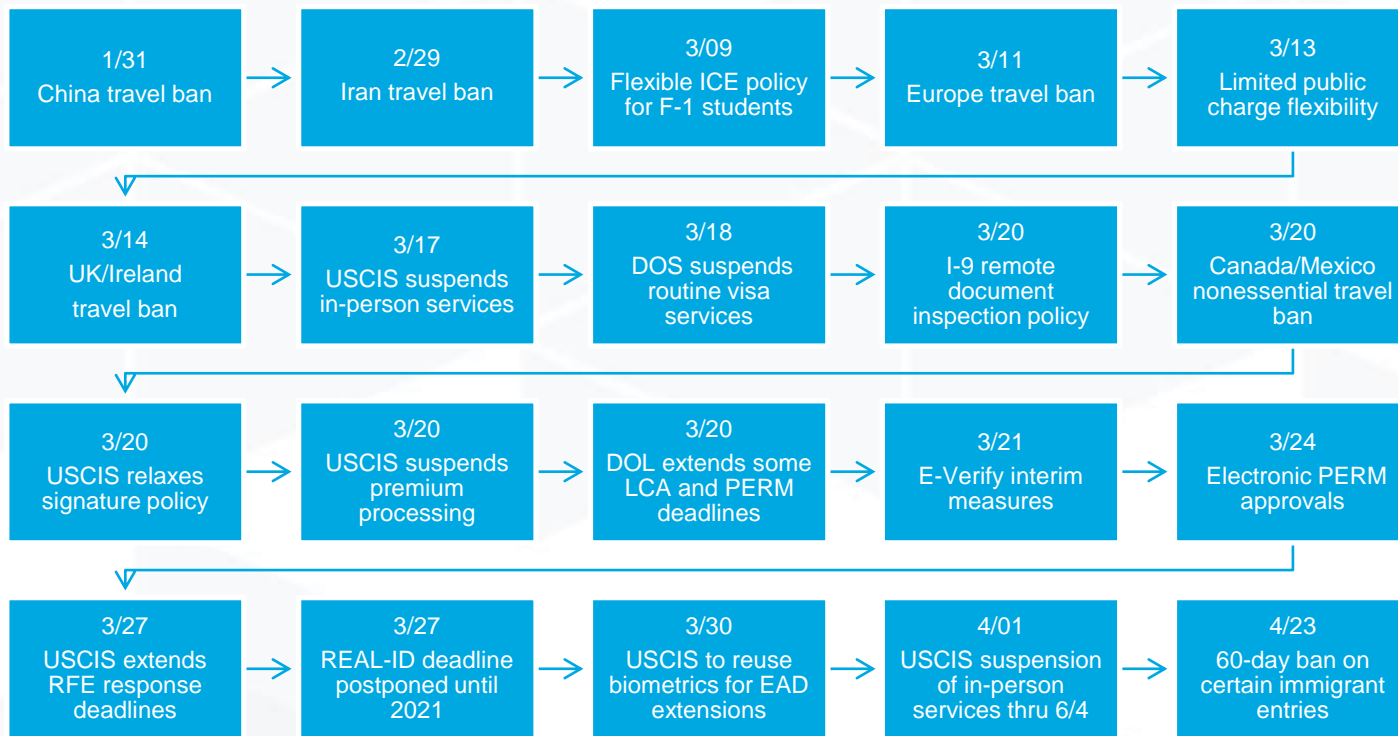 1/31
China travel ban
2/29
Iran travel ban
3/09
Flexible ICE policy
for F-1 students
3/11
Europe travel ban
3/13
Limited public
charge flexibility
3/14
UK/Ireland
travel ban
3/17
USCIS suspends
in-person services
3/18
DOS suspends
routine visa
services
3/20
I-9 remote
document
inspection policy
3/20
Canada/Mexico
nonessential travel
ban
3/20
USCIS relaxes
signature policy
3/20
USCIS suspends
premium
processing
3/20
DOL extends some
LCA and PERM
deadlines
3/21
E-Verify interim
measures
3/24
Electronic PERM
approvals
3/27
USCIS extends
RFE response
deadlines
3/27
REAL-ID deadline
postponed until
2021
3/30
USCIS to reuse
biometrics for EAD
extensions
4/01
USCIS suspension
of in-person
services thru 6/4
4/23
60-day ban on
certain immigrant
entries